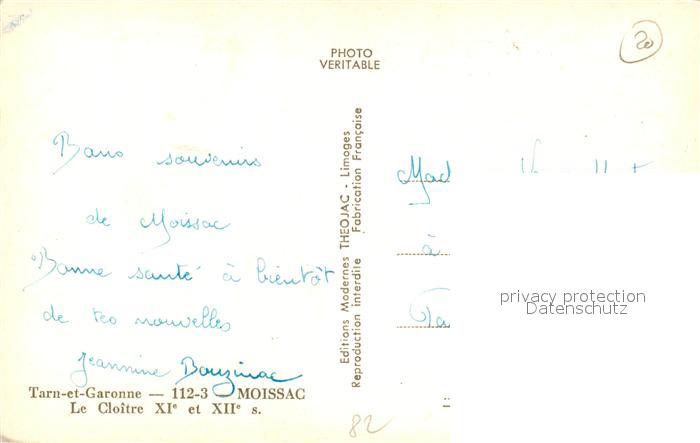 PHOTO
VERITABLE
20
Bons souvenirs
de Moissac
Bonne santé à bientôt
de tes nouvelles
Jeannine
Tarn-et-Garonne — 112-3 — MOISSAC
Le Cloître XIe et XIIe s.
Editions Modernes THEOJAC - Limoges
Reproduction interdite Fabrication Française
Mad
à
privacy protection
Datenschutz
82